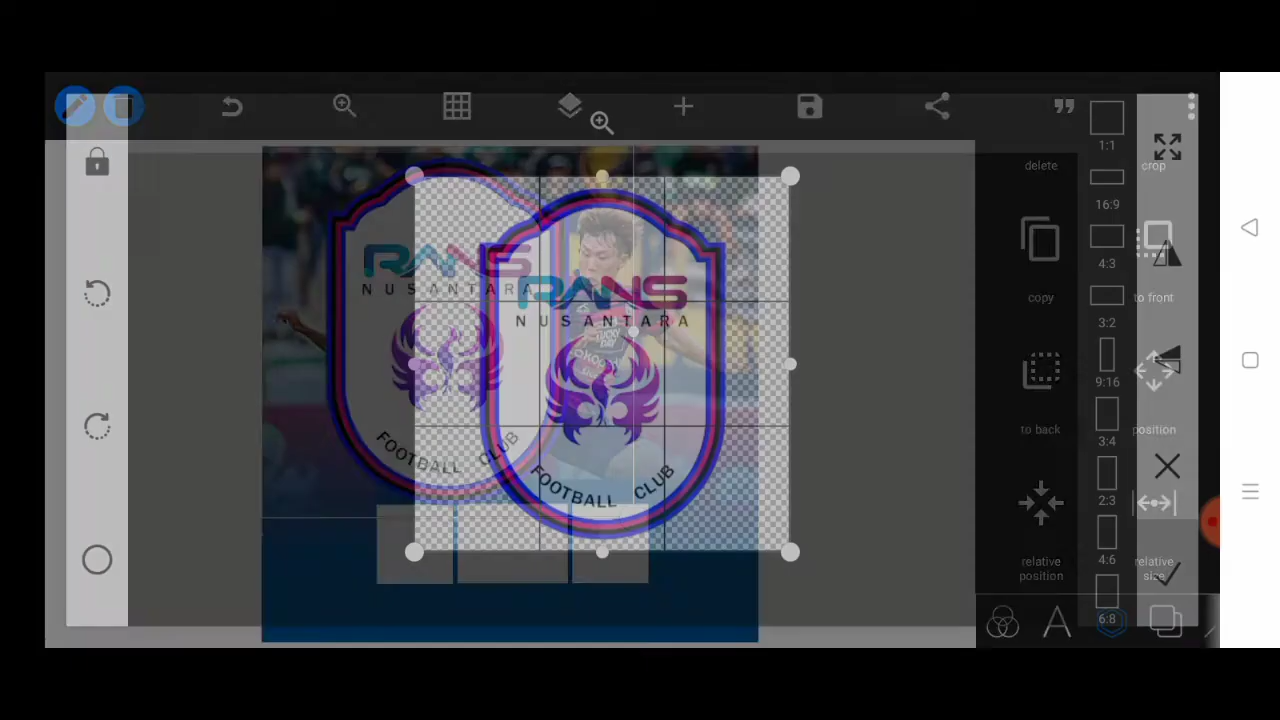 delete
copy
to back
relative
position
1:1
16:9
4:3
3:2
9:16
3:4
2:3
4:6
6:8
crop
to front
position
relative
size
RANS
NUSANTARA
FOOTBALL CLUB
RANS
NUSANTARA
FOOTBALL CLUB
LUCKY
DAY